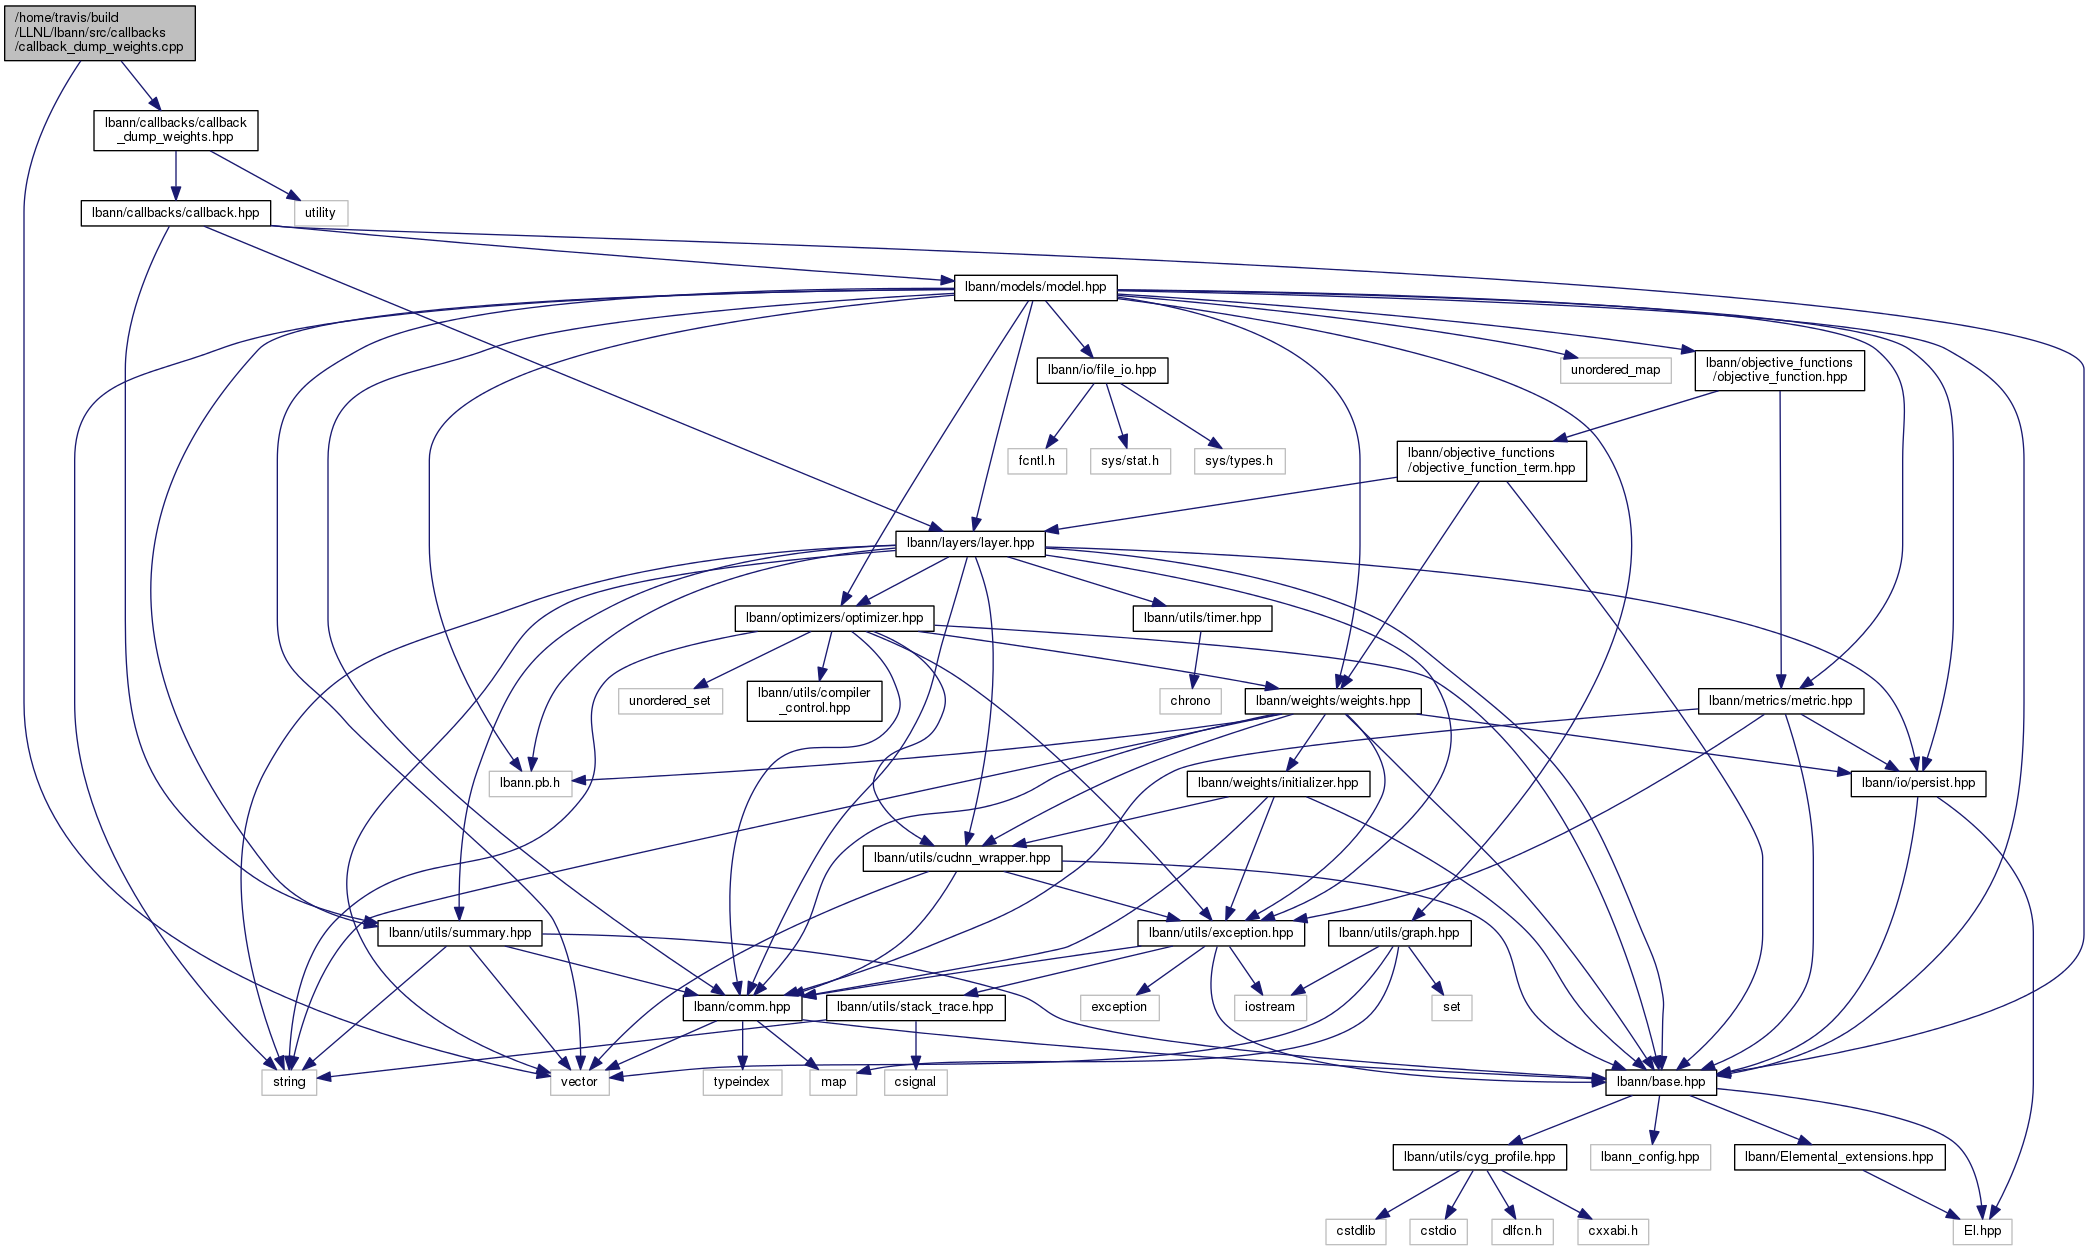 /home/travis/build
/LLNL/lbann/src/callbacks
/callback_dump_weights.cpp
lbann/callbacks/callback
_dump_weights.hpp
lbann/callbacks/callback.hpp
utility
lbann/models/model.hpp
lbann/io/file_io.hpp
unordered_map
lbann/objective_functions
/objective_function.hpp
fcntl.h
sys/stat.h
sys/types.h
lbann/objective_functions
/objective_function_term.hpp
lbann/layers/layer.hpp
lbann/optimizers/optimizer.hpp
lbann/utils/timer.hpp
unordered_set
lbann/utils/compiler
_control.hpp
chrono
lbann/weights/weights.hpp
lbann/metrics/metric.hpp
lbann.pb.h
lbann/weights/initializer.hpp
lbann/io/persist.hpp
lbann/utils/cudnn_wrapper.hpp
lbann/utils/summary.hpp
lbann/utils/exception.hpp
lbann/utils/graph.hpp
lbann/comm.hpp
lbann/utils/stack_trace.hpp
exception
iostream
set
string
vector
typeindex
map
csignal
lbann/base.hpp
lbann/utils/cyg_profile.hpp
lbann_config.hpp
lbann/Elemental_extensions.hpp
cstdlib
cstdio
dlfcn.h
cxxabi.h
El.hpp